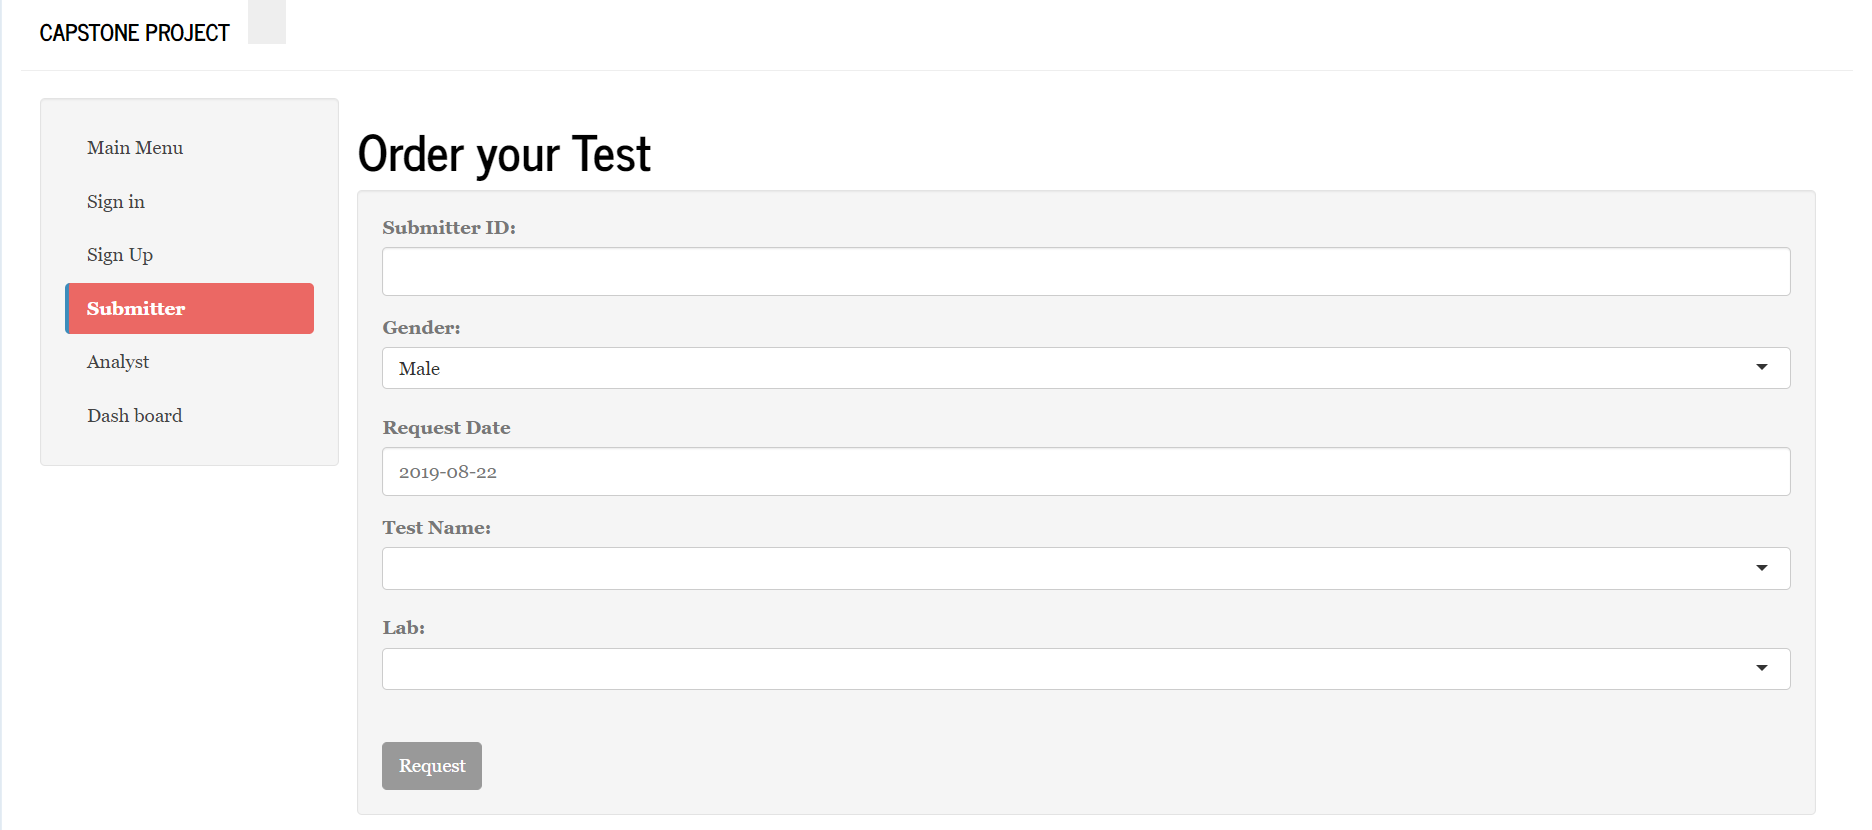 CAPSTONE PROJECT
Main Menu
Sign in
Sign Up
Submitter
Analyst
Dash board
Order your Test
Submitter ID:
Gender:
Male
Request Date
2019-08-22
Test Name:
Lab:
Request